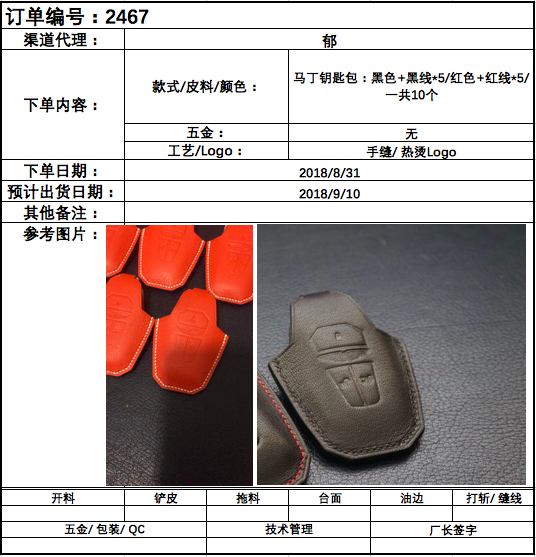 订单编号：2467
渠道代理：
郁
下单内容：
款式/皮料/颜色：
马丁钥匙包：黑色+黑线*5/红色+红线*5/
一共10个
五金：
无
工艺/Logo：
手缝/ 热烫Logo
下单日期：
2018/8/31
预计出货日期：
2018/9/10
其他备注：
参考图片：
开料
铲皮
拖料
台面
油边
打斩/ 缝线
五金/ 包装/ QC
技术管理
厂长签字